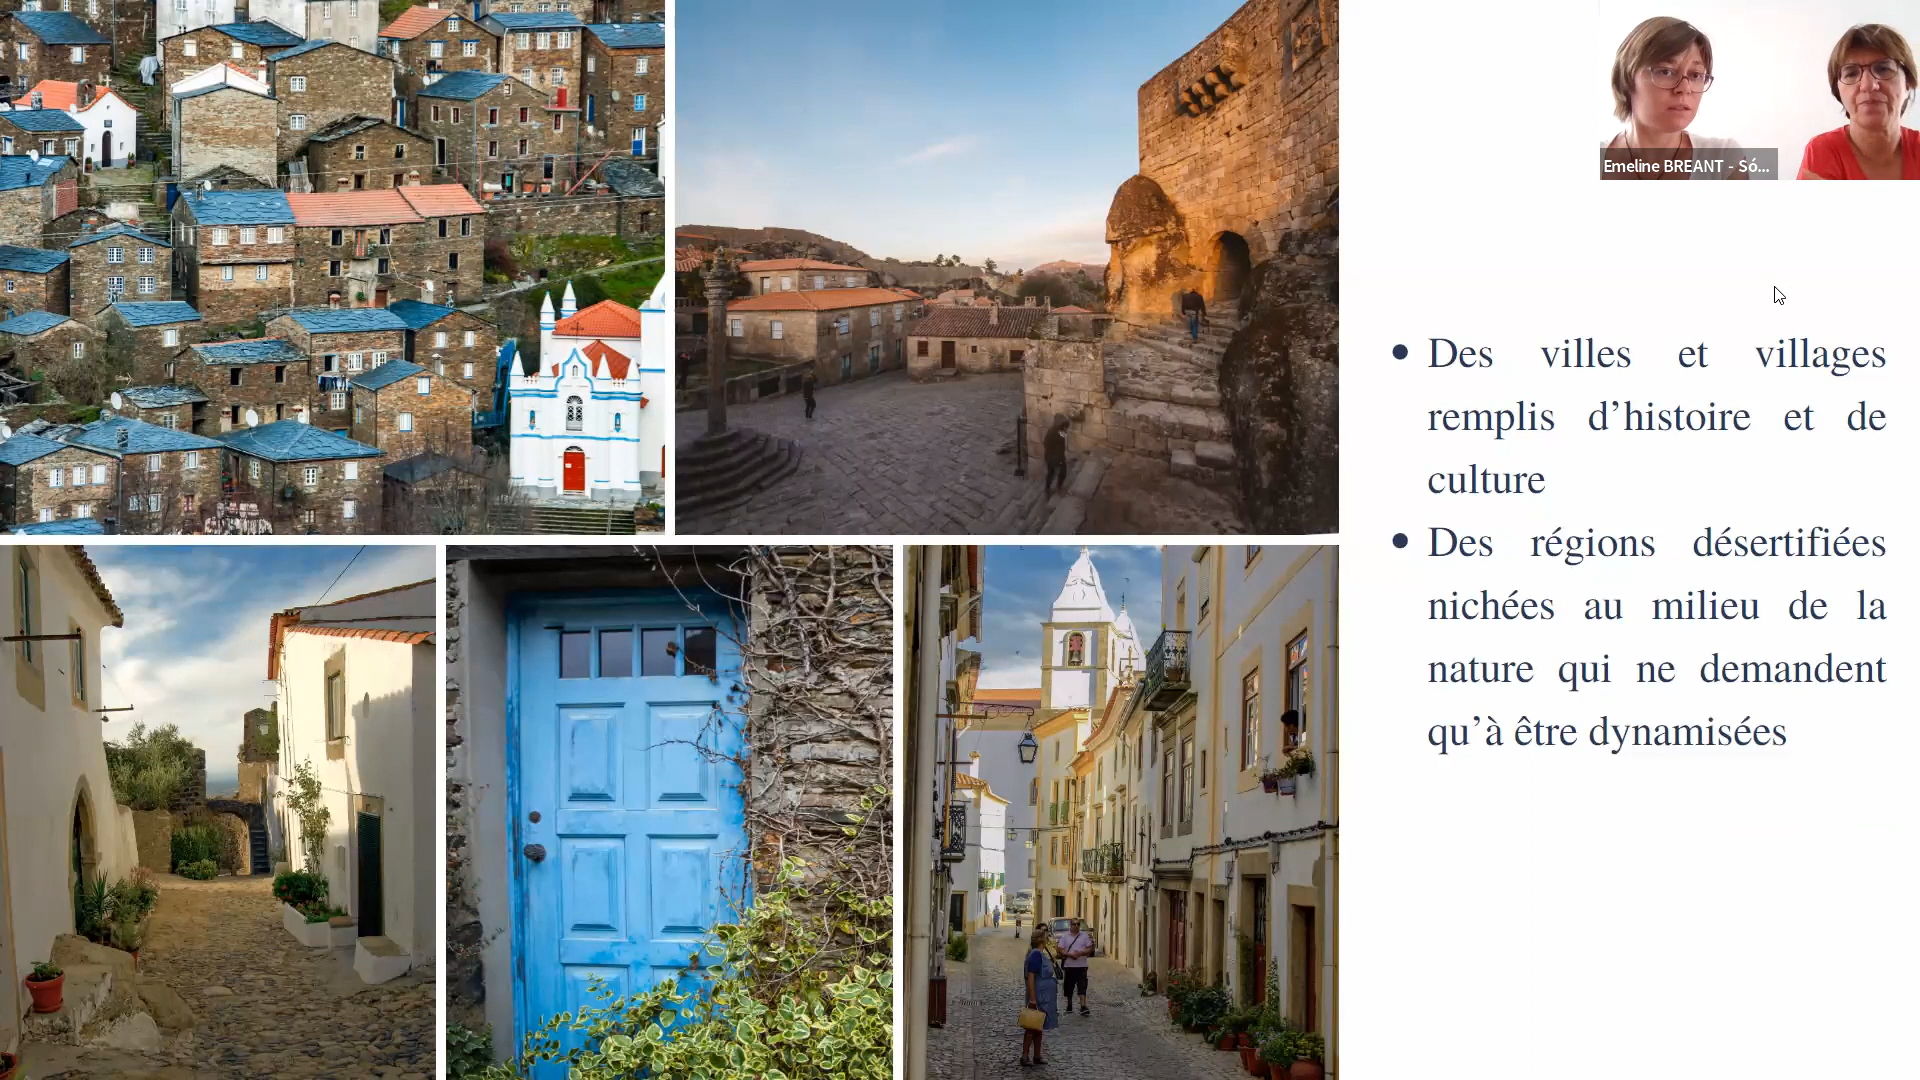 Emeline BREANT - Só...
• Des villes et villages
remplis d’histoire et de
culture
• Des régions désertifiées
nichées au milieu de la
nature qui ne demandent
qu’à être dynamisées